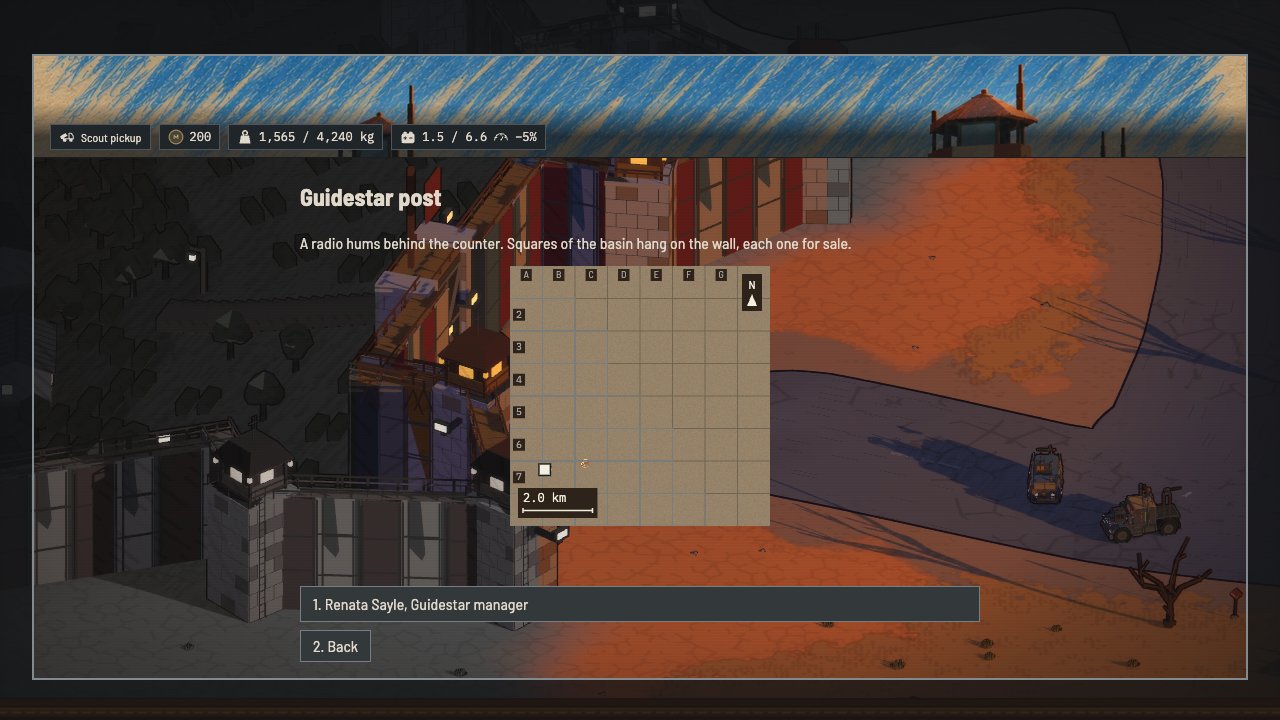 Scout pickup
200
1,565 / 4,240 kg
1.5 / 6.6 -5%
Guidestar post
A radio hums behind the counter. Squares of the basin hang on the wall, each one for sale.
A B C D E F G
N
2
3
4
5
6
7
2.0 km
1. Renata Sayle, Guidestar manager
2. Back